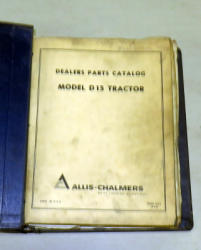 DEALERS PARTS CATALOG
MODEL D15 TRACTOR
ALLIS-CHALMERS